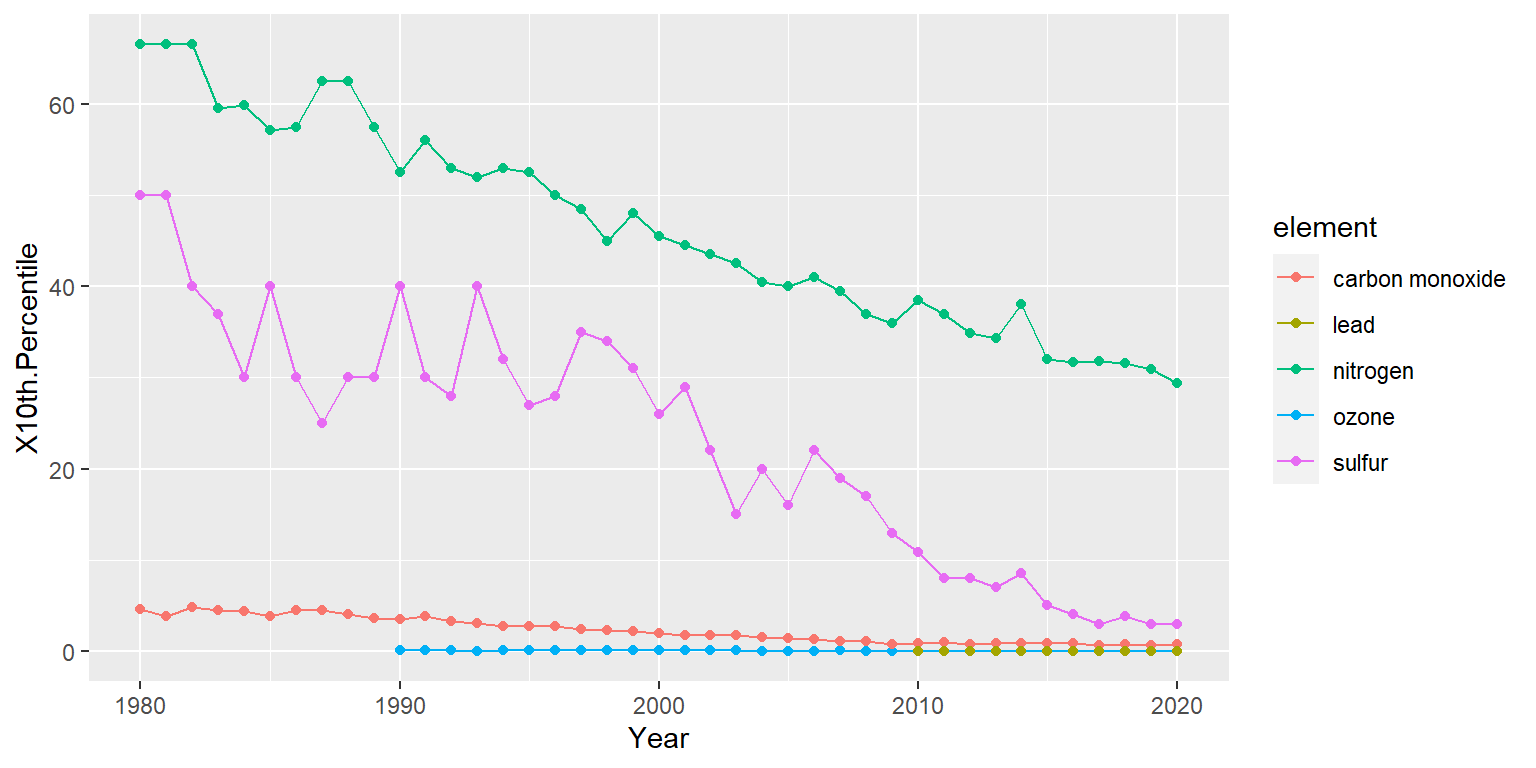 X10th.Percentile
60
40
20
0
1980 1990 2000 2010 2020
Year
element
carbon monoxide
lead
nitrogen
ozone
sulfur